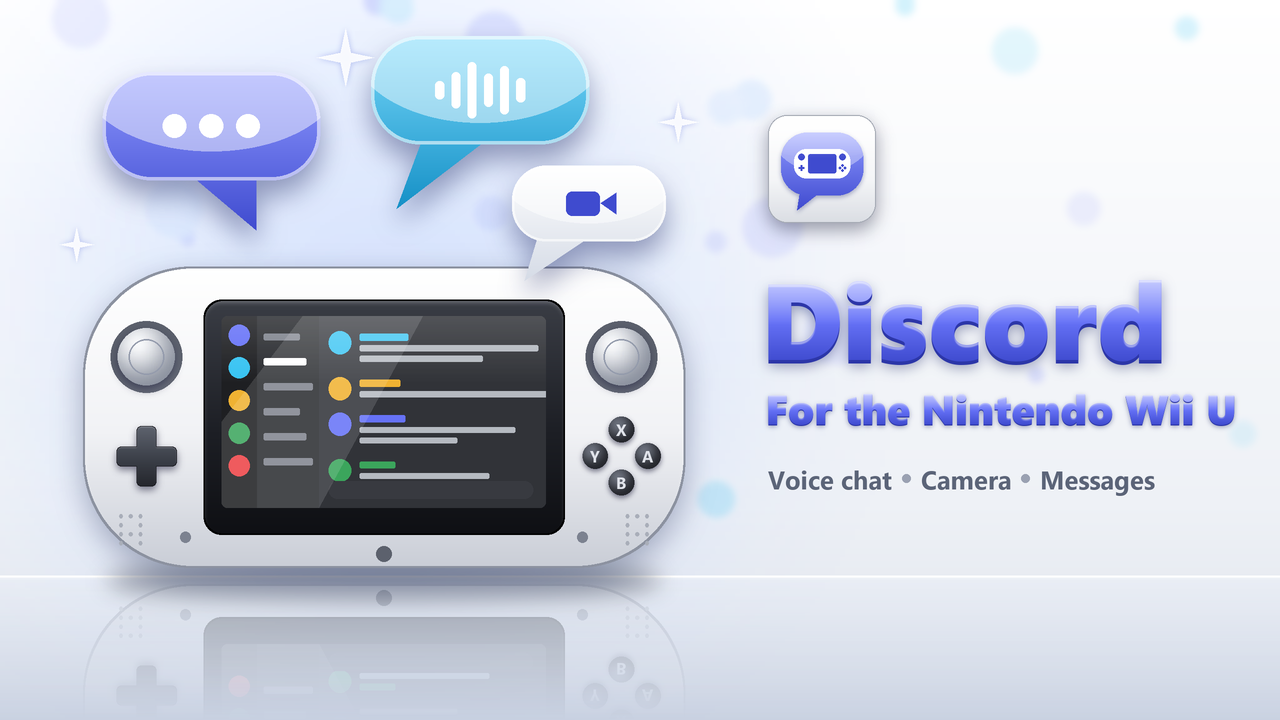 Discord
For the Nintendo Wii U
Voice chat • Camera • Messages
X
Y A
B
B
Y A